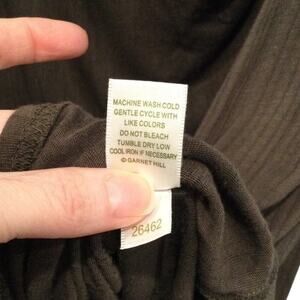 MACHINE WASH COLD
GENTLE CYCLE WITH
LIKE COLORS
DO NOT BLEACH
TUMBLE DRY LOW
COOL IRON IF NECESSARY
© GARNET HILL
26462